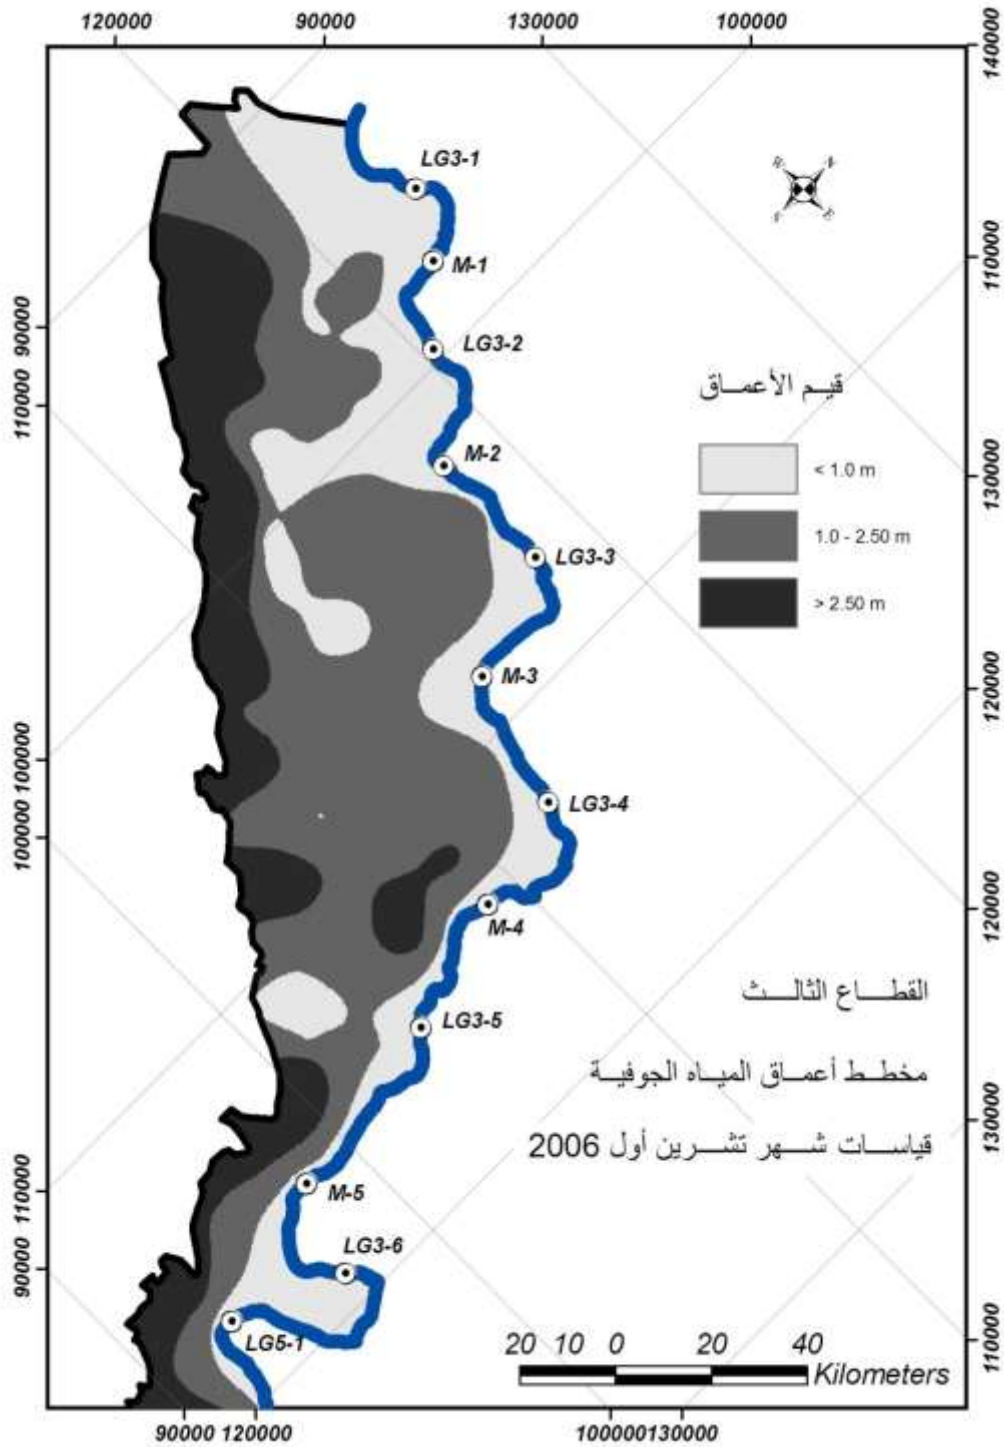 120000 90000 130000 100000
140000
110000
130000
120000
120000
130000
110000
90000
110000
100000
100000
110000
90000
LG3-1
M-1
LG3-2
M-2
LG3-3
M-3
LG3-4
M-4
LG3-5
M-5
LG3-6
LG5-1
قيم الأعماق
< 1.0 m
1.0 - 2.50 m
> 2.50 m
القطاع الثالث
مخطط أعماق المياه الجوفية
قياسات شهر تشرين أول 2006
20 10 0 20 40
Kilometers
90000 120000 100000 130000